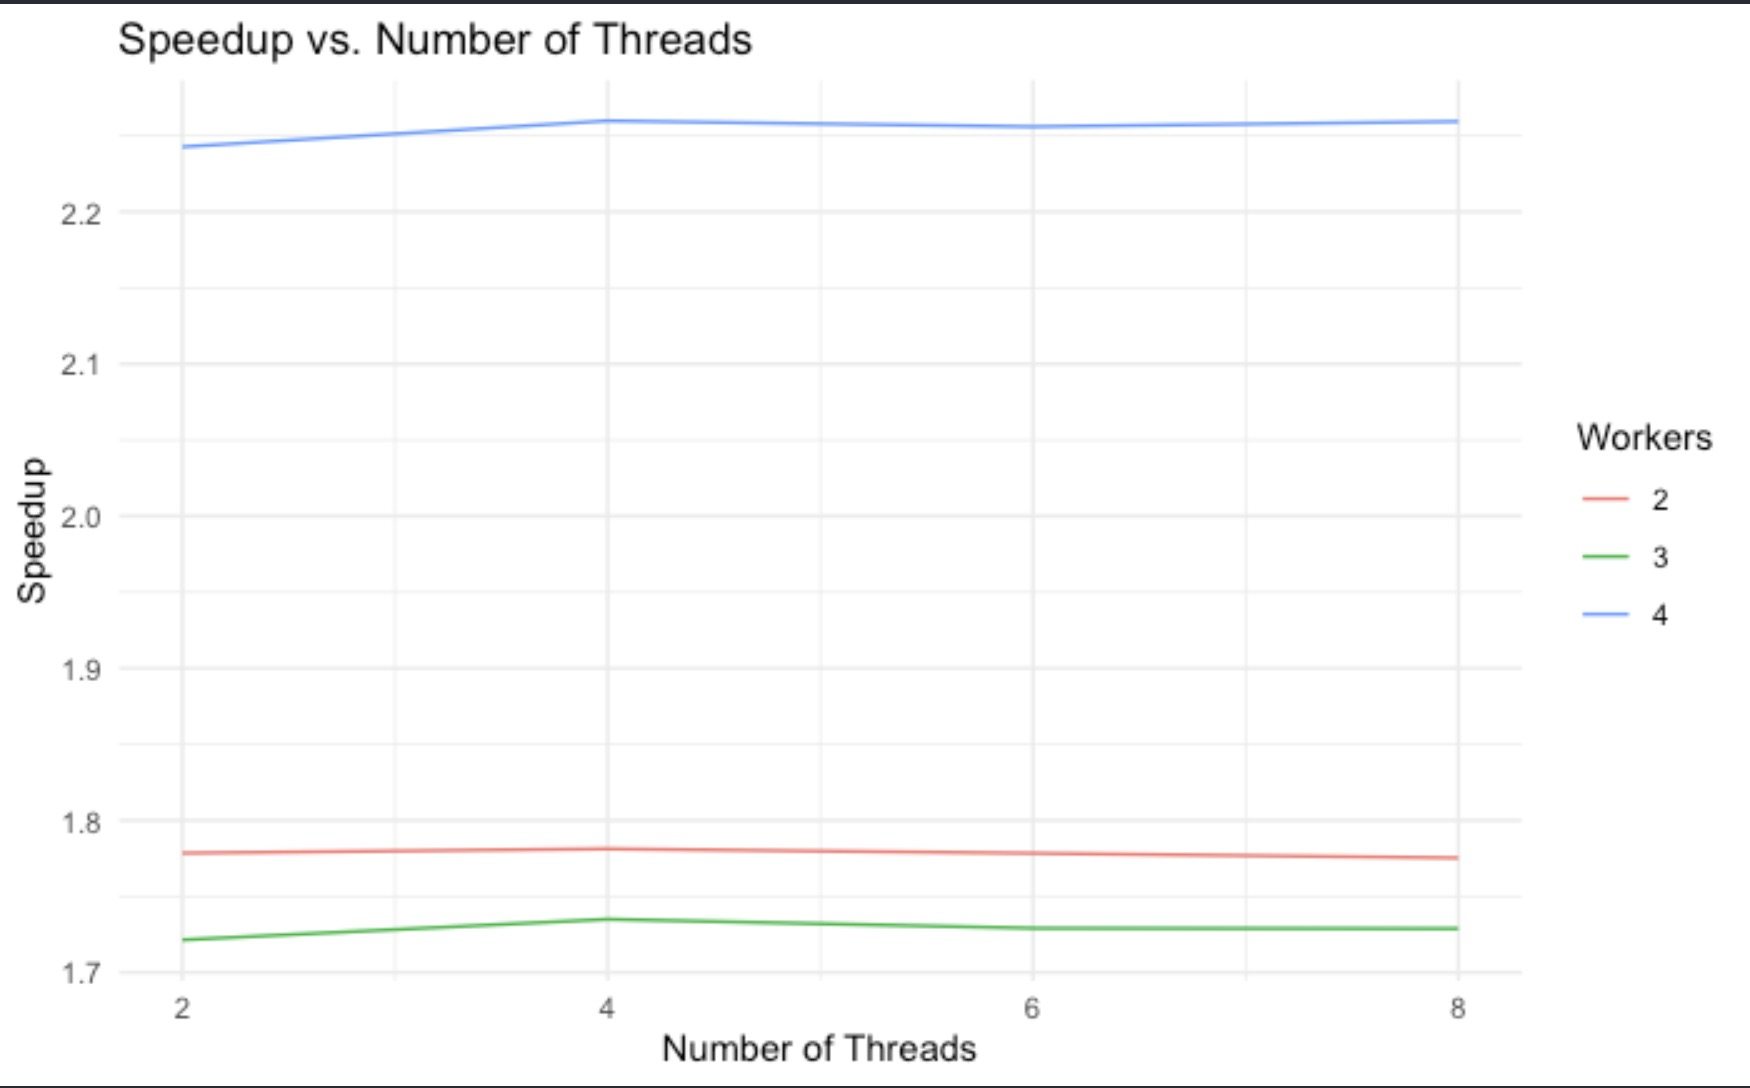 Speedup vs. Number of Threads
2.2
2.1
2.0
1.9
1.8
1.7
Speedup
2 4 6 8
Number of Threads
Workers
2
3
4